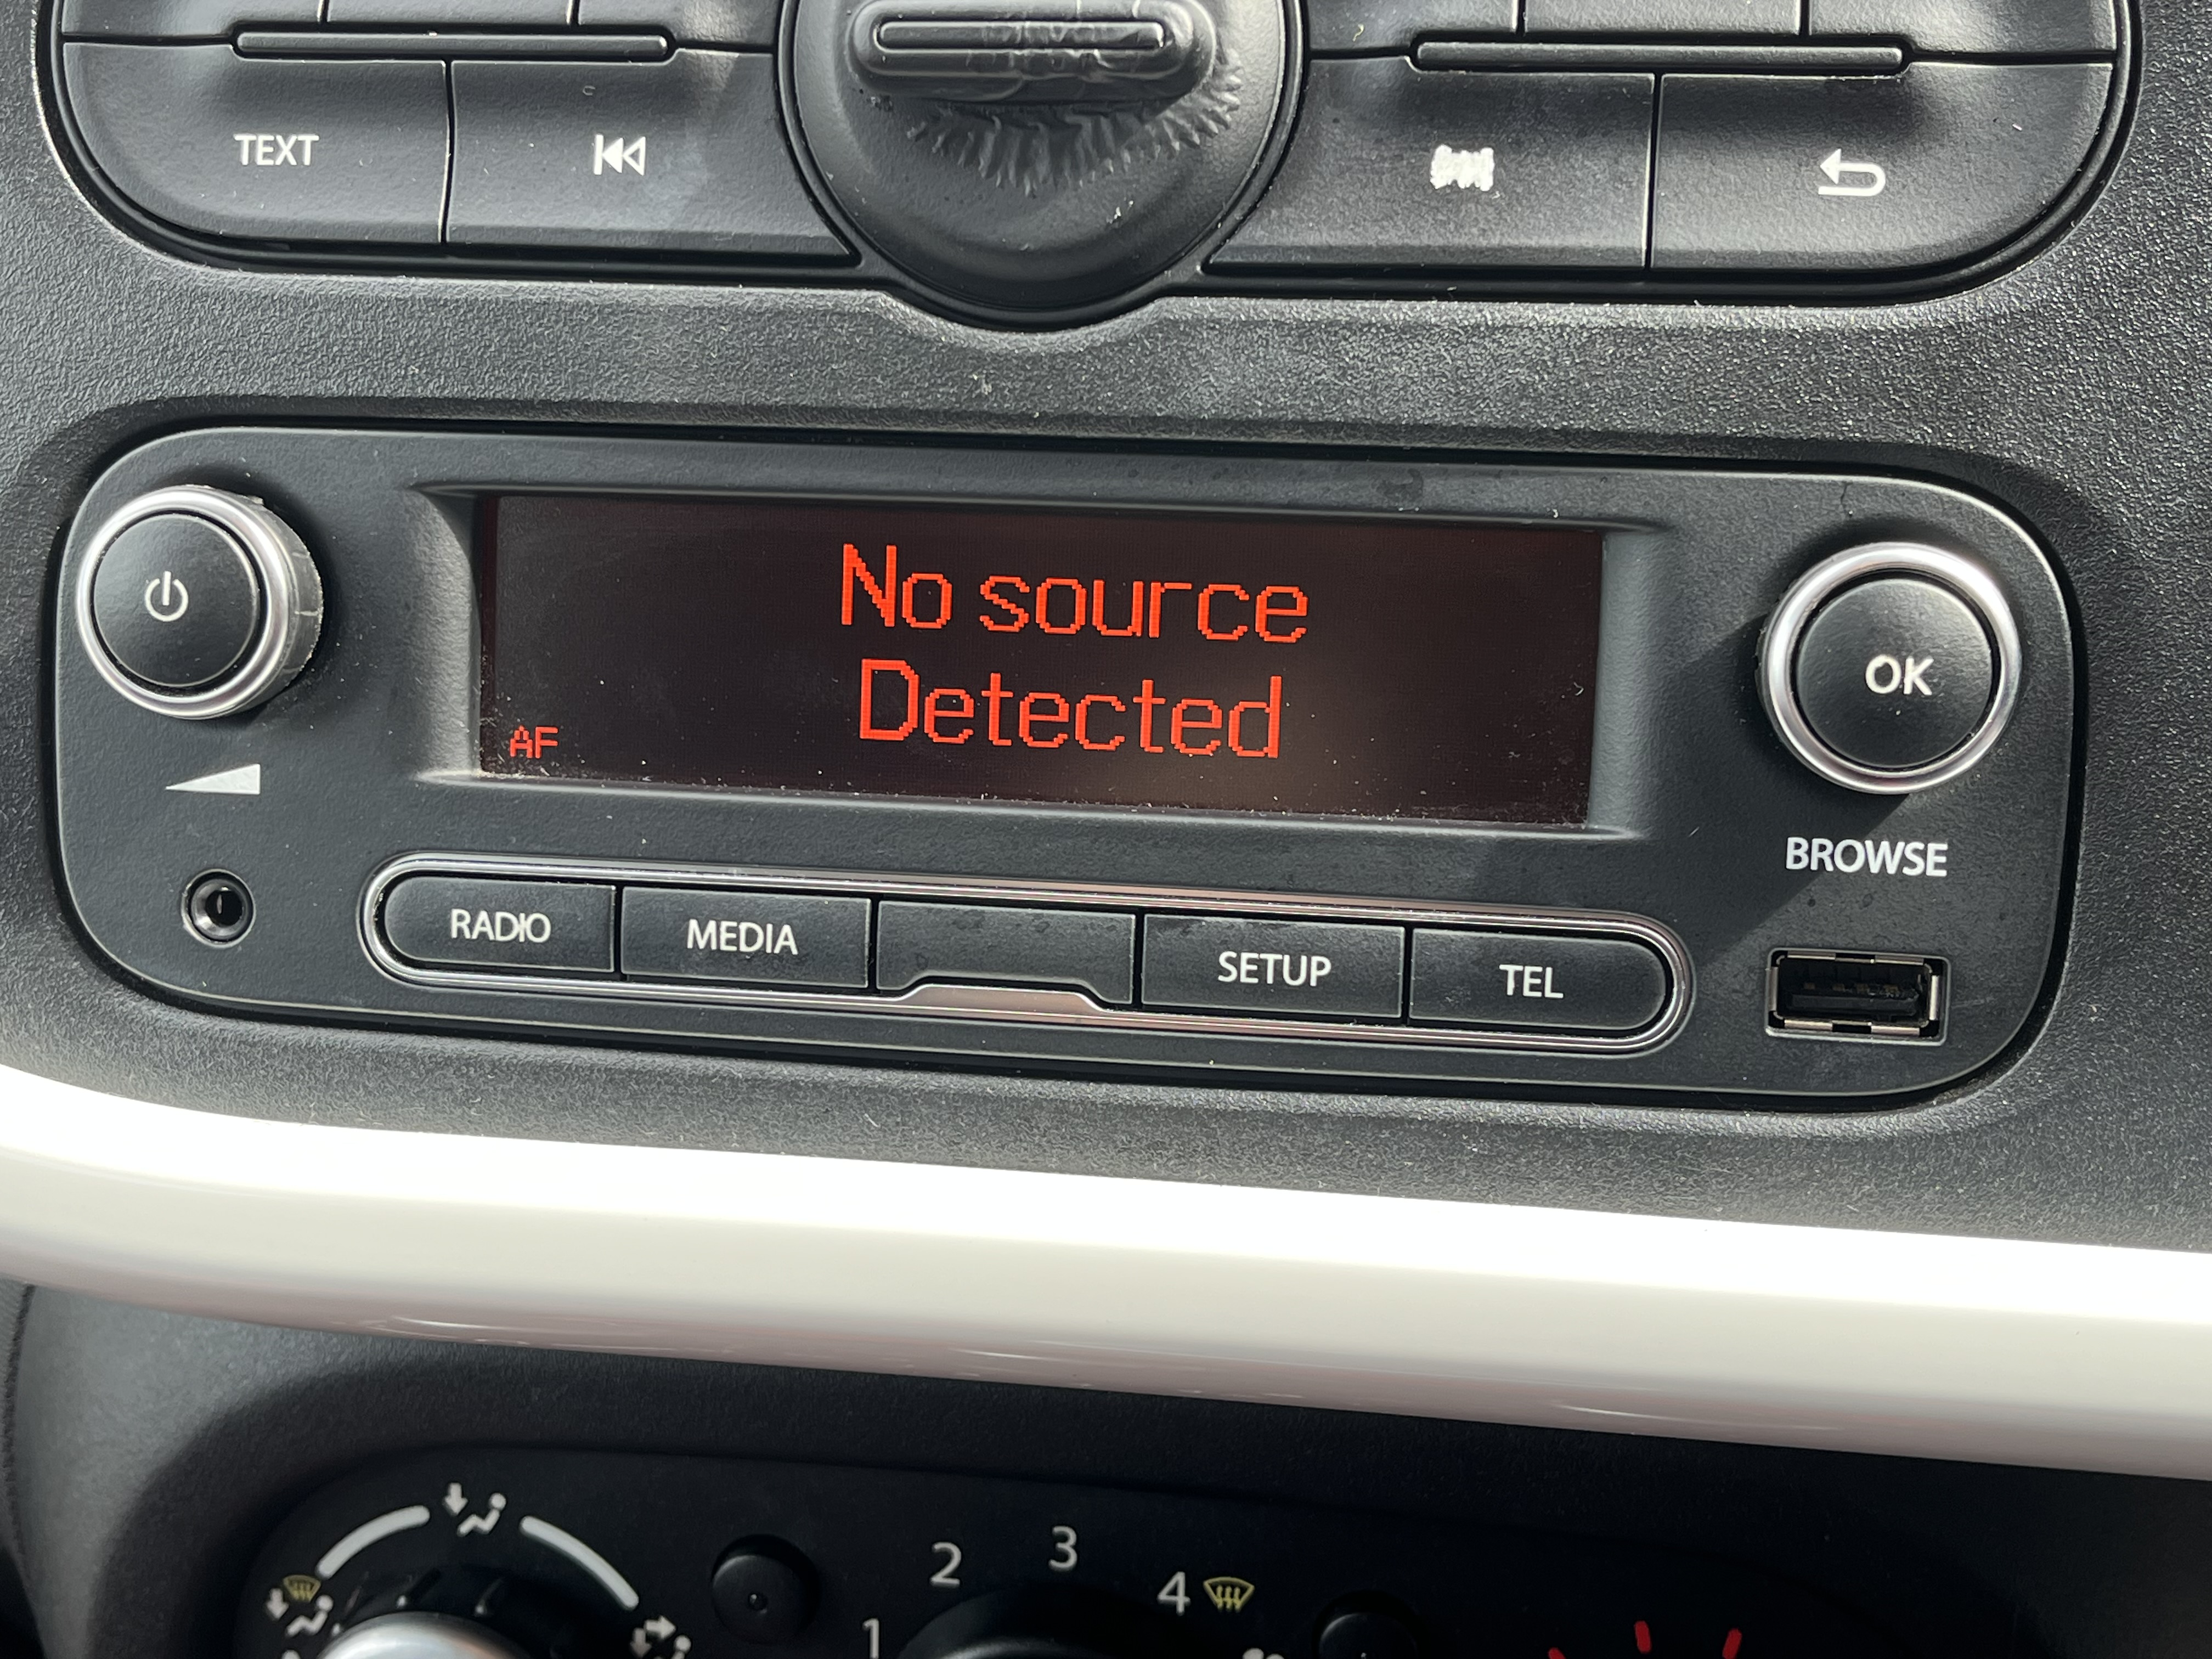 TEXT
No source
Detected
AF
OK
BROWSE
RADIO MEDIA SETUP TEL
1 2 3 4